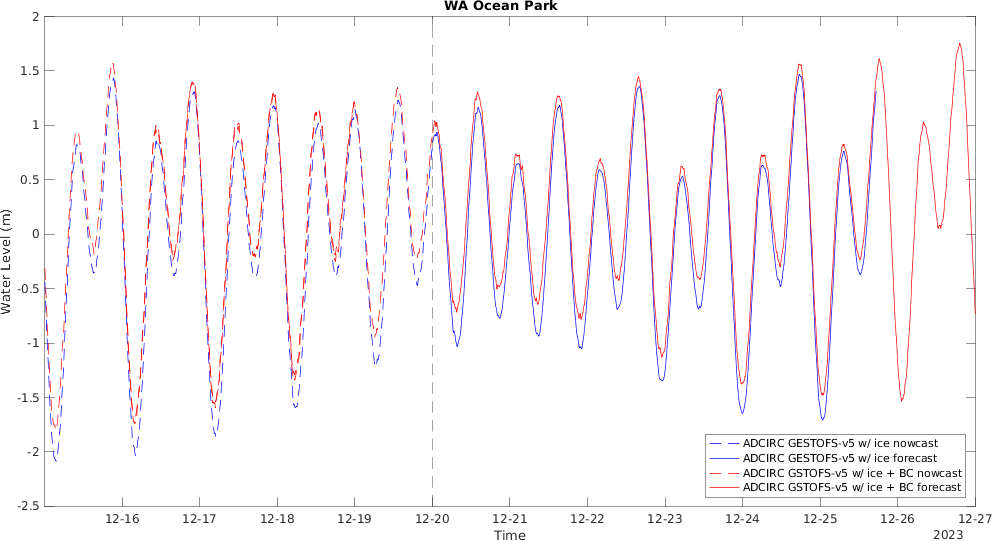 WA Ocean Park
2
1.5
1
0.5
0
-0.5
-1
-1.5
-2
-2.5
Water Level (m)
12-16 12-17 12-18 12-19 12-20 12-21 12-22 12-23 12-24 12-25 12-26 12-27
Time
2023
ADCIRC GESTOFS-v5 w/ ice nowcast
ADCIRC GESTOFS-v5 w/ ice forecast
ADCIRC GSTOFS-v5 w/ ice + BC nowcast
ADCIRC GSTOFS-v5 w/ ice + BC forecast